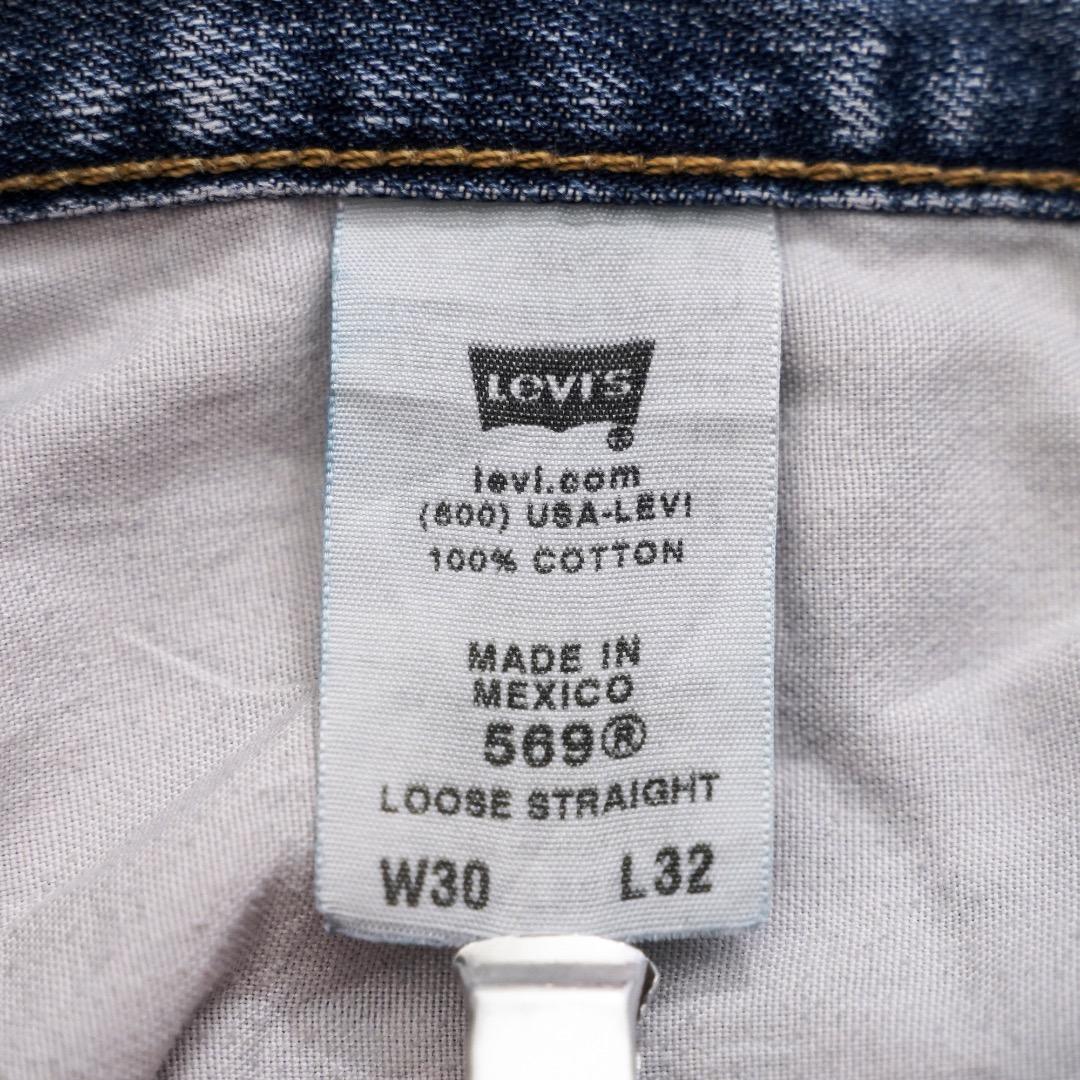 LEVI'S
®
levi.com
(800) USA-LEVI
100% COTTON
MADE IN
MEXICO
569®
LOOSE STRAIGHT
W30 L32